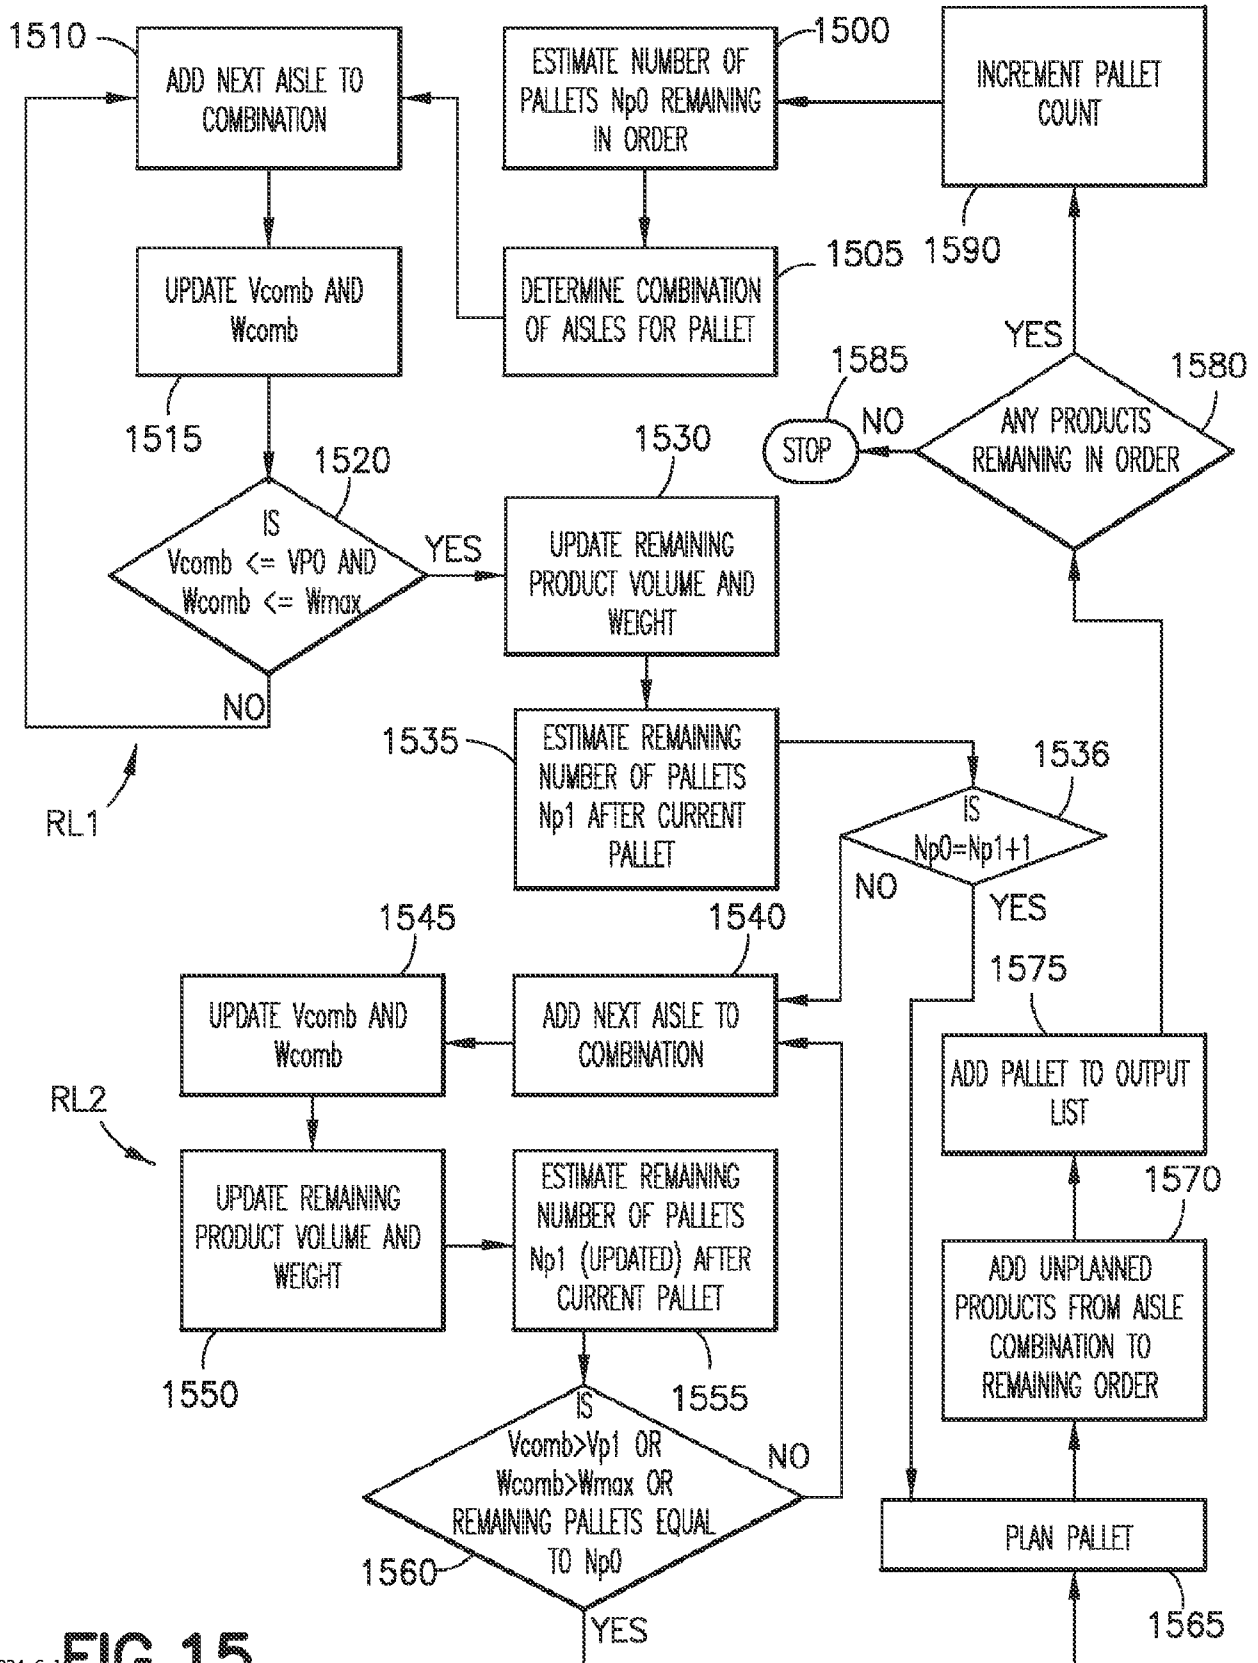 1510
ADD NEXT AISLE TO
COMBINATION
1500
ESTIMATE NUMBER OF
PALLETS Np0 REMAINING
IN ORDER
INCREMENT PALLET
COUNT
1590
UPDATE Vcomb AND
Wcomb
1515
1505
DETERMINE COMBINATION
OF AISLES FOR PALLET
YES
1585
STOP
NO
1580
ANY PRODUCTS
REMAINING IN ORDER
1520
IS
Vcomb <= VP0 AND
Wcomb <= Wmax
YES
NO
1530
UPDATE REMAINING
PRODUCT VOLUME AND
WEIGHT
RL1
1535
ESTIMATE REMAINING
NUMBER OF PALLETS
Np1 AFTER CURRENT
PALLET
1536
IS
Np0=Np1+1
NO
YES
1545
UPDATE Vcomb AND
Wcomb
1540
ADD NEXT AISLE TO
COMBINATION
1575
ADD PALLET TO OUTPUT
LIST
RL2
UPDATE REMAINING
PRODUCT VOLUME AND
WEIGHT
1550
ESTIMATE REMAINING
NUMBER OF PALLETS
Np1 (UPDATED) AFTER
CURRENT PALLET
1555
1570
ADD UNPLANNED
PRODUCTS FROM AISLE
COMBINATION TO
REMAINING ORDER
IS
Vcomb>Vp1 OR
Wcomb>Wmax OR
REMAINING PALLETS EQUAL
TO Np0
NO
1560
YES
PLAN PALLET
1565
FIG. 15